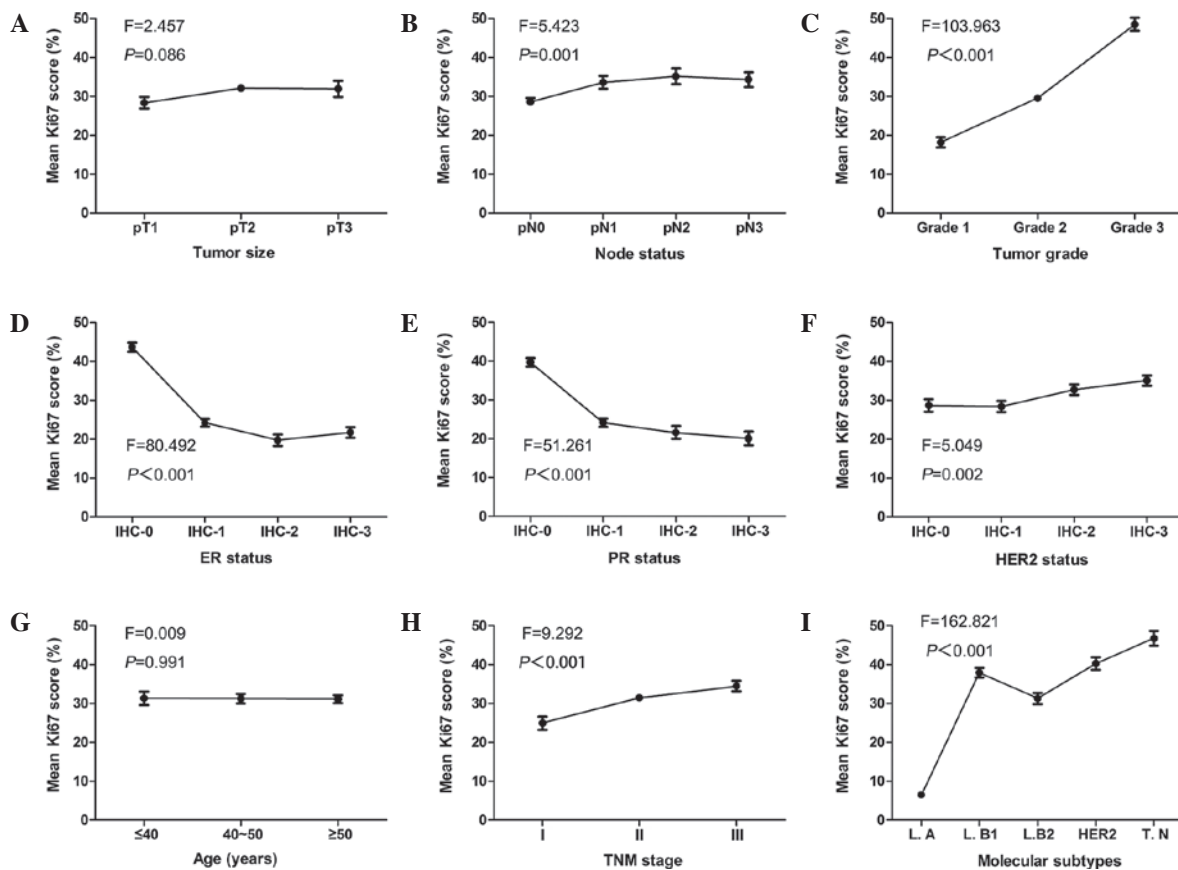 A
Mean Ki67 score (%)
50
40
30
20
10
0
F=2.457
P=0.086
pT1 pT2 pT3
Tumor size
B
Mean Ki67 score (%)
50
40
30
20
10
0
F=5.423
P=0.001
pN0 pN1 pN2 pN3
Node status
C
Mean Ki67 score (%)
50
40
30
20
10
0
F=103.963
P<0.001
Grade 1 Grade 2 Grade 3
Tumor grade
D
Mean Ki67 score (%)
50
40
30
20
10
0
F=80.492
P<0.001
IHC-0 IHC-1 IHC-2 IHC-3
ER status
E
Mean Ki67 score (%)
50
40
30
20
10
0
F=51.261
P<0.001
IHC-0 IHC-1 IHC-2 IHC-3
PR status
F
Mean Ki67 score (%)
50
40
30
20
10
0
F=5.049
P=0.002
IHC-0 IHC-1 IHC-2 IHC-3
HER2 status
G
Mean Ki67 score (%)
50
40
30
20
10
0
F=0.009
P=0.991
≤40 40~50 ≥50
Age (years)
H
Mean Ki67 score (%)
50
40
30
20
10
0
F=9.292
P<0.001
I II III
TNM stage
I
Mean Ki67 score (%)
50
40
30
20
10
0
F=162.821
P<0.001
L. A L. B1 L.B2 HER2 T. N
Molecular subtypes